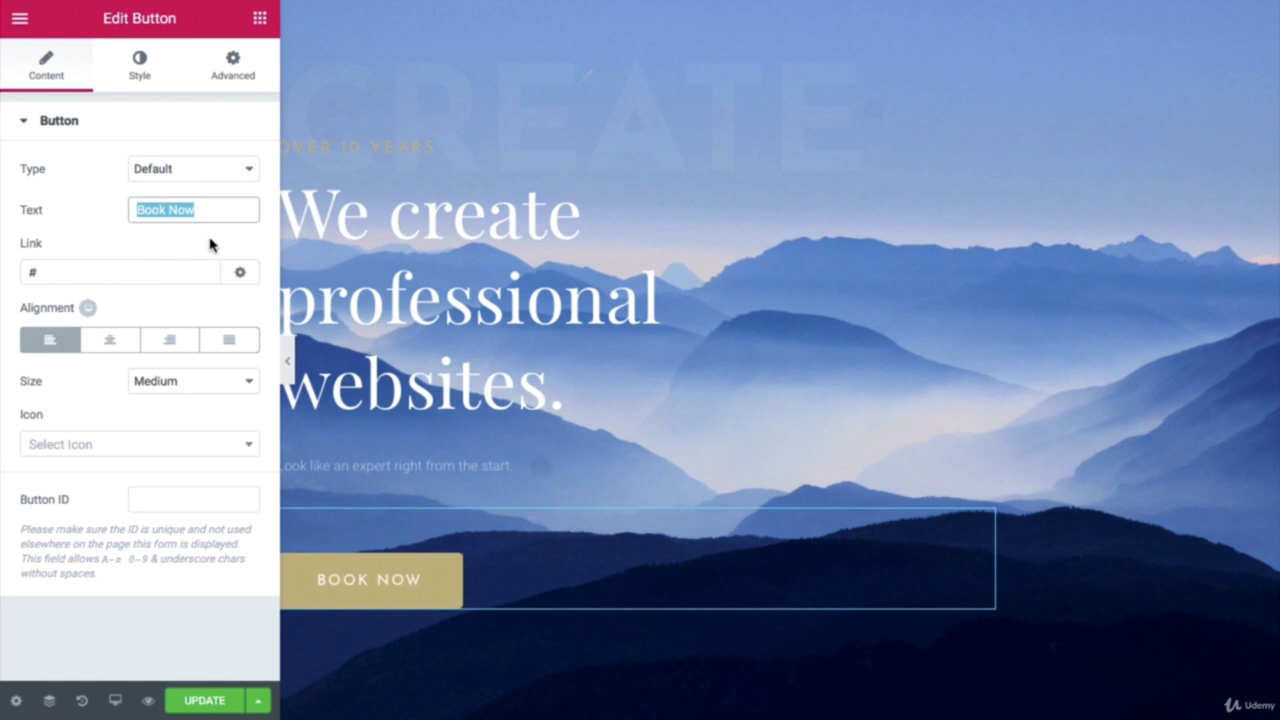 Edit Button
Content
Style
Advanced
Button
Type
Default
Text
Book Now
Link
#
Alignment
Size
Medium
Icon
Select Icon
Button ID
Please make sure the ID is unique and not used
elsewhere on the page this form is displayed.
This field allows A-z 0-9 & underscore chars
without spaces.
UPDATE
CREATE
OVER 10 YEARS
We create
professional
websites.
Look like an expert right from the start.
BOOK NOW
Udemy